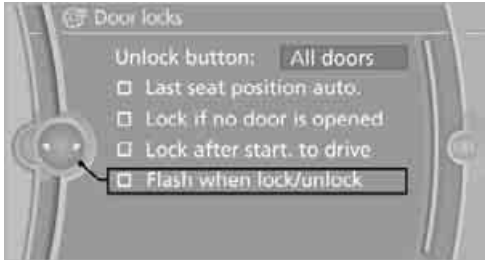 Door locks
Unlock button: All doors
Last seat position auto.
Lock if no door is opened
Lock after start. to drive
Flash when lock/unlock